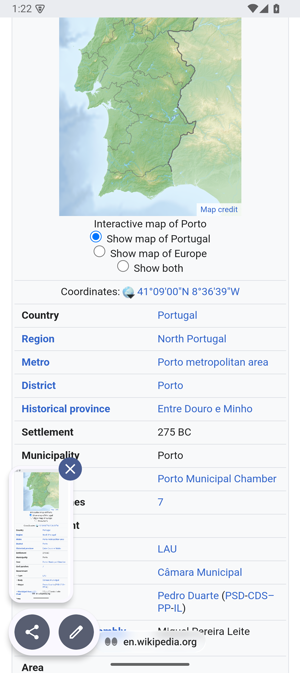 1:22
Map credit
Interactive map of Porto
Show map of Portugal
Show map of Europe
Show both
Coordinates: 41°09′00″N 8°36′39″W
Country Portugal
Region North Portugal
Metro Porto metropolitan area
District Porto
Historical province Entre Douro e Minho
Settlement 275 BC
Municipality Porto
Porto Municipal Chamber
7
LAU
Câmara Municipal
Pedro Duarte (PSD-CDS–
PP-IL)
Miguel Pereira Leite
en.wikipedia.org
Area